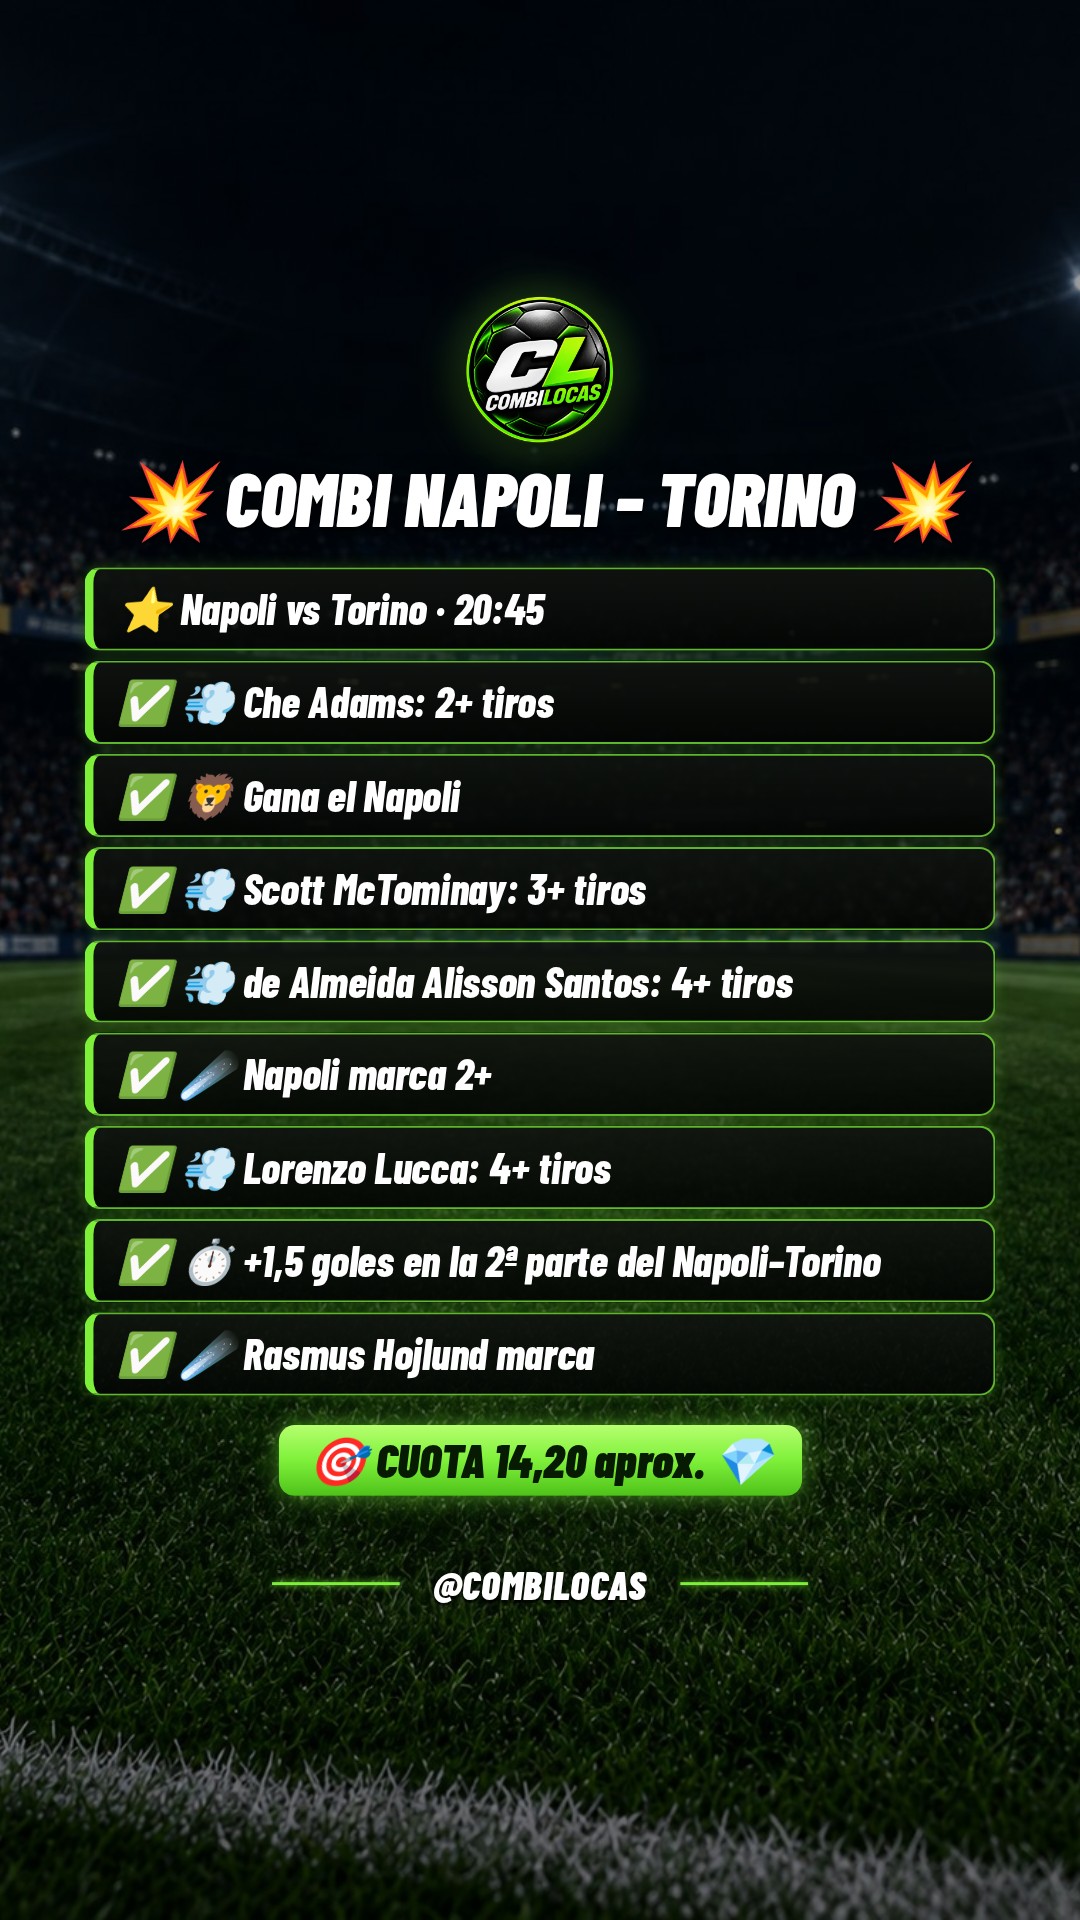 CL
COMBILOCAS
💥 COMBI NAPOLI - TORINO 💥
⭐ Napoli vs Torino · 20:45
✅ 💨 Che Adams: 2+ tiros
✅ 🦁 Gana el Napoli
✅ 💨 Scott McTominay: 3+ tiros
✅ 💨 de Almeida Alisson Santos: 4+ tiros
✅ ☄️ Napoli marca 2+
✅ 💨 Lorenzo Lucca: 4+ tiros
✅ ⏱️ +1,5 goles en la 2ª parte del Napoli-Torino
✅ ☄️ Rasmus Hojlund marca
🎯 CUOTA 14,20 aprox. 💎
@COMBILOCAS